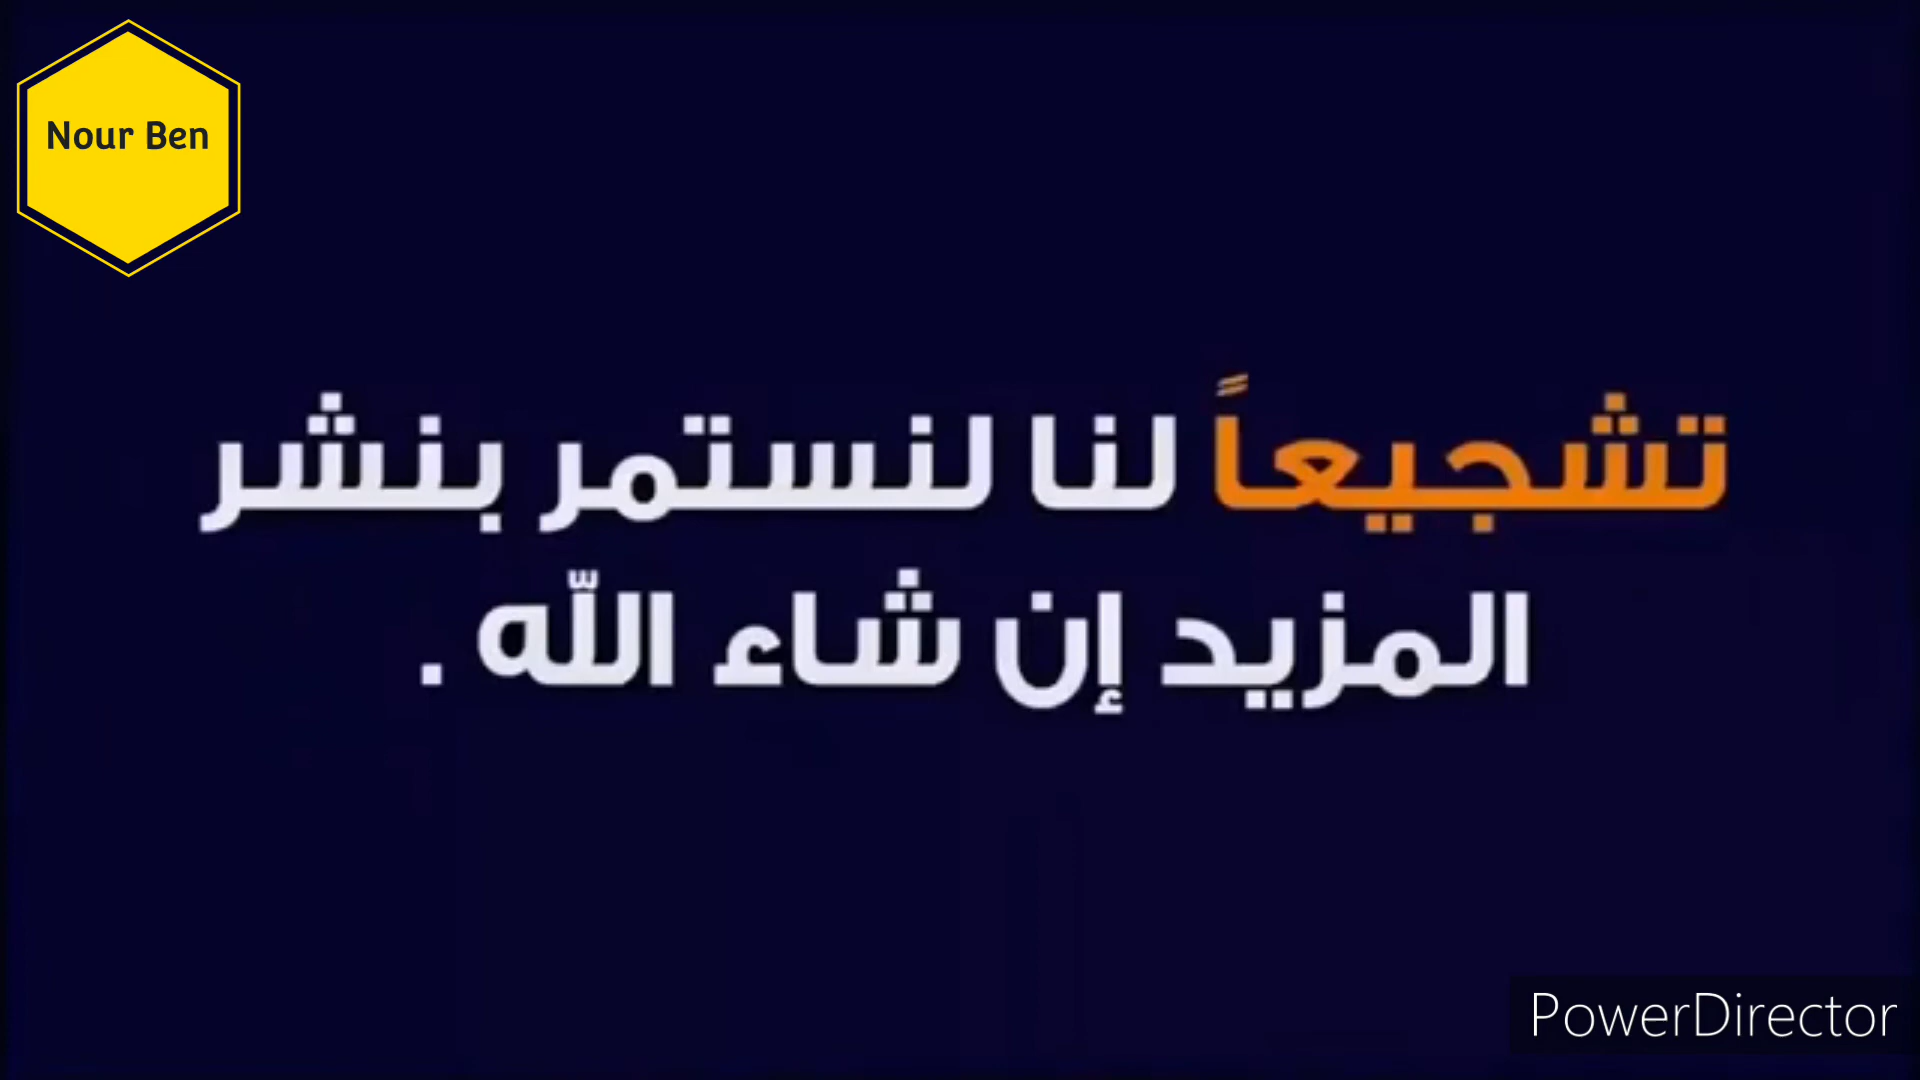 Nour Ben
تشجيعاً لنا لنستمر بنشر
المزيد إن شاء اللّه .
PowerDirector